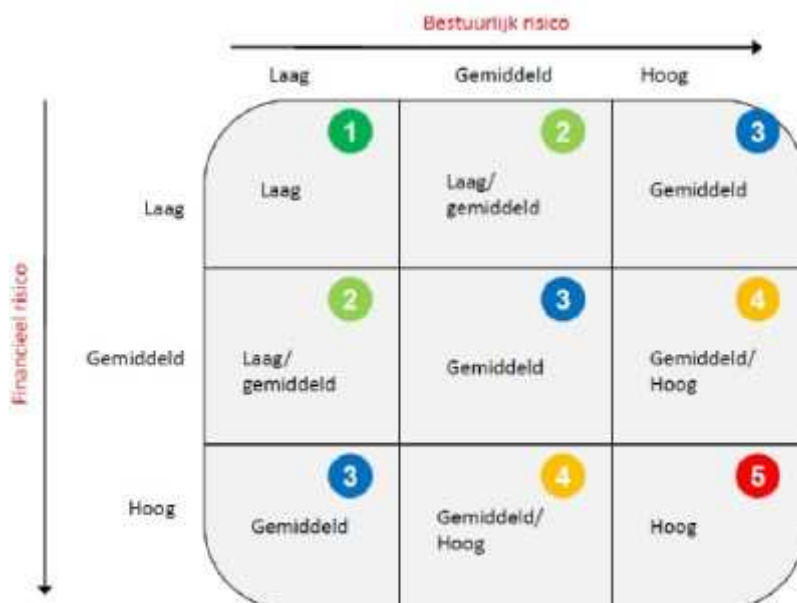 Bestuurlijk risico
Laag
Gemiddeld
Hoog
Financieel risico
Laag
1
Laag
2
Laag/
gemiddeld
3
Gemiddeld
Gemiddeld
2
Laag/
gemiddeld
3
Gemiddeld
4
Gemiddeld/
Hoog
Hoog
3
Gemiddeld
4
Gemiddeld/
Hoog
5
Hoog